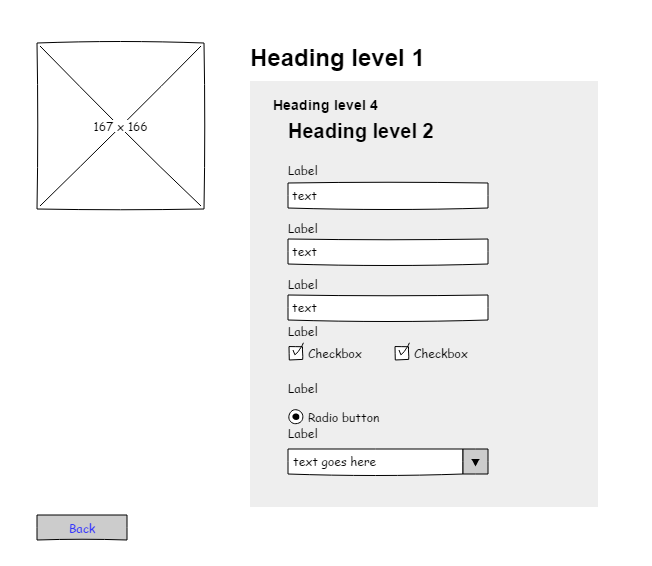 Heading level 1
167 x 166
Heading level 4
Heading level 2
Label
text
Label
text
Label
text
Label
Checkbox Checkbox
Label
Radio button
Label
text goes here
Back